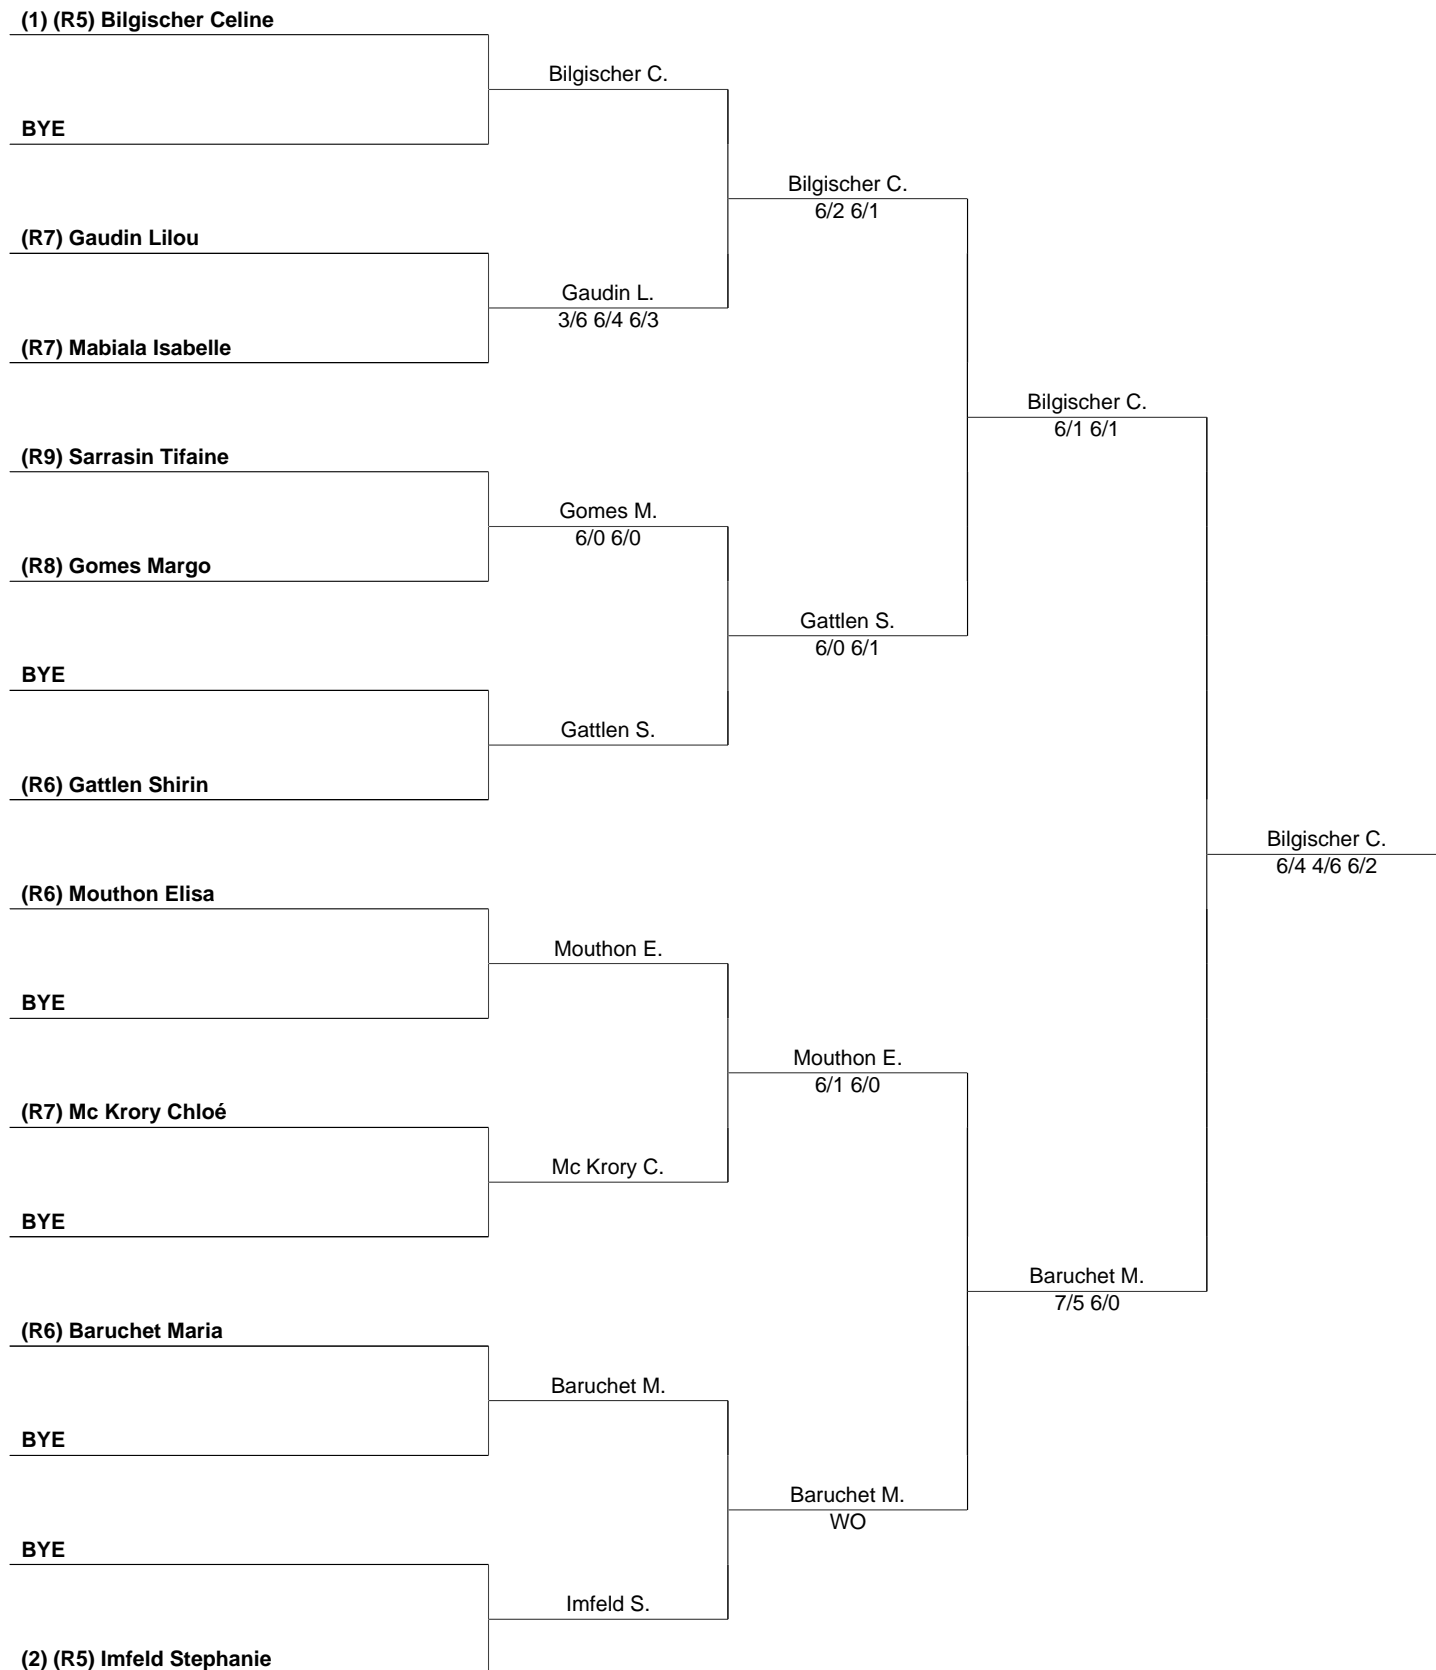 (1) (R5) Bilgischer Celine
Bilgischer C.
BYE
Bilgischer C.
6/2 6/1
(R7) Gaudin Lilou
Gaudin L.
3/6 6/4 6/3
(R7) Mabiala Isabelle
Bilgischer C.
6/1 6/1
(R9) Sarrasin Tifaine
Gomes M.
6/0 6/0
(R8) Gomes Margo
Gattlen S.
6/0 6/1
BYE
Gattlen S.
(R6) Gattlen Shirin
Bilgischer C.
6/4 4/6 6/2
(R6) Mouthon Elisa
Mouthon E.
BYE
Mouthon E.
6/1 6/0
(R7) Mc Krory Chloé
Mc Krory C.
BYE
Baruchet M.
7/5 6/0
(R6) Baruchet Maria
Baruchet M.
BYE
Baruchet M.
WO
BYE
Imfeld S.
(2) (R5) Imfeld Stephanie